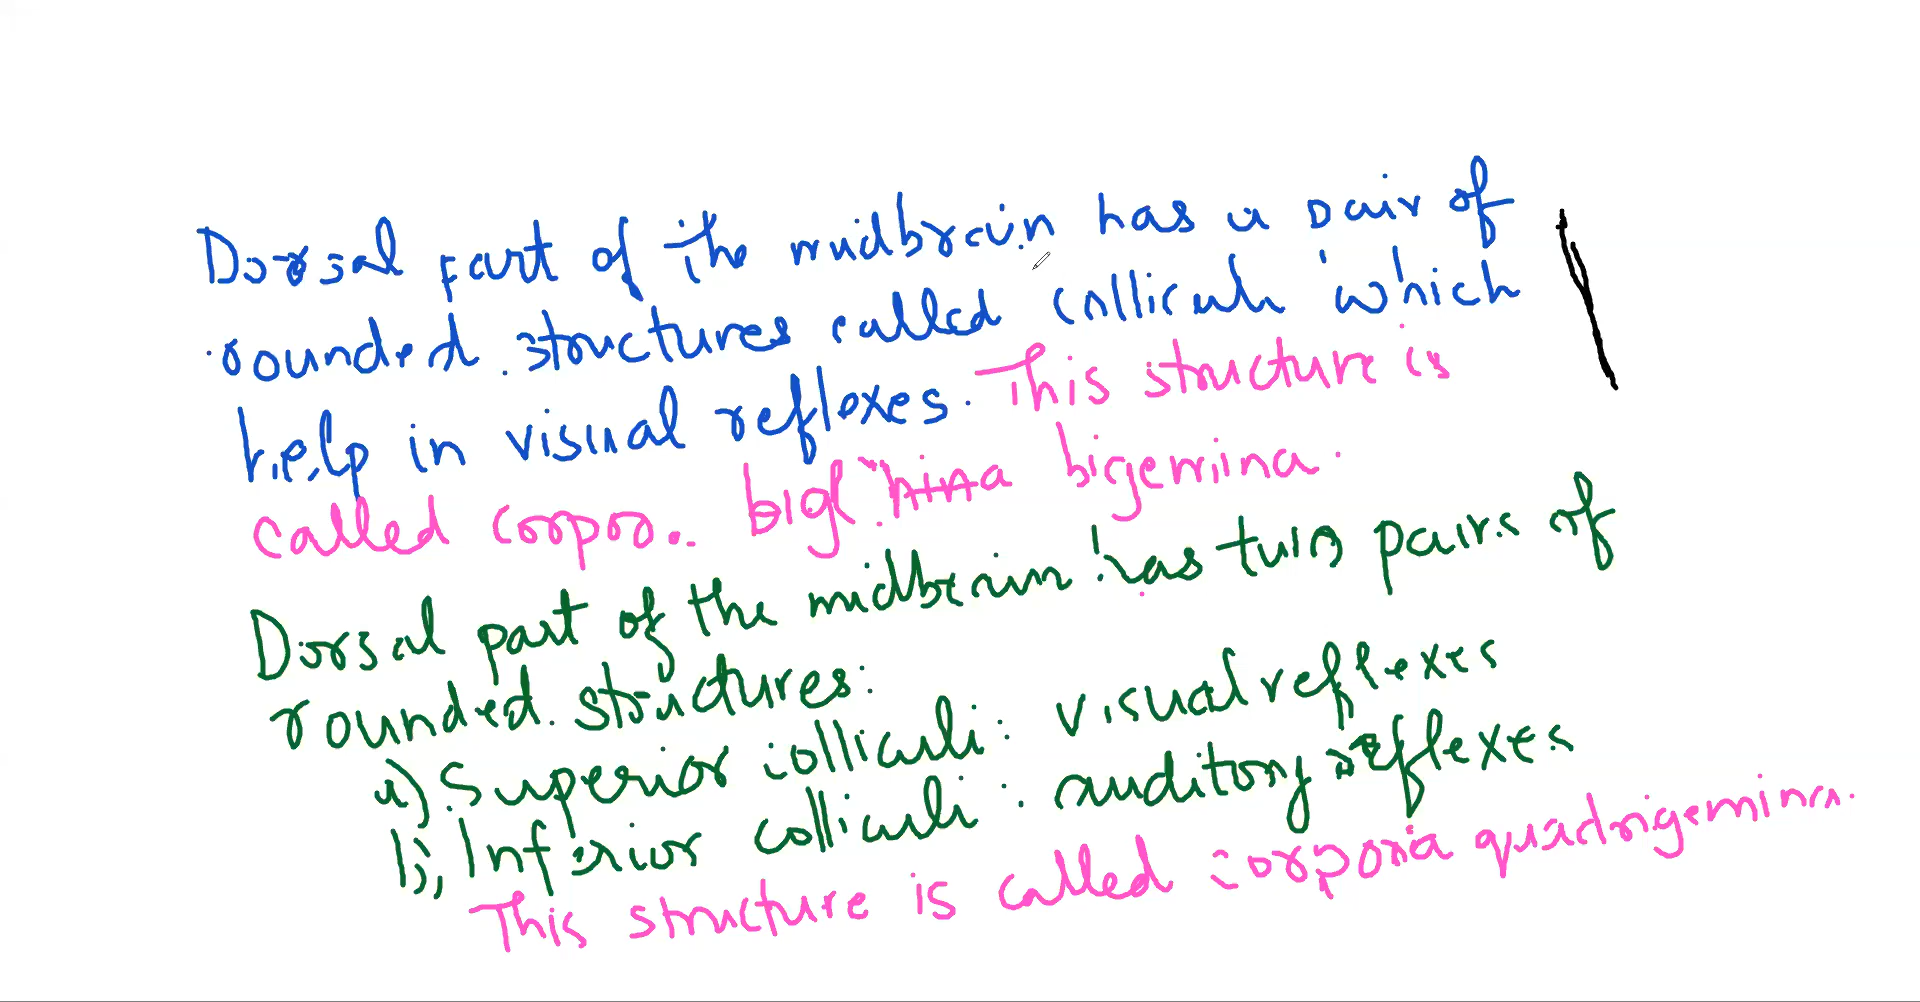 Dorsal part of the midbrain has a pair of
rounded structures called colliculi which
help in visual reflexes. This structure is
called corpora bigemina.
Dorsal part of the midbrain has two pairs of
rounded structures:
a) Superior colliculi: visual reflexes
b) Inferior colliculi: auditory reflexes
This structure is called corpora quadrigemina.